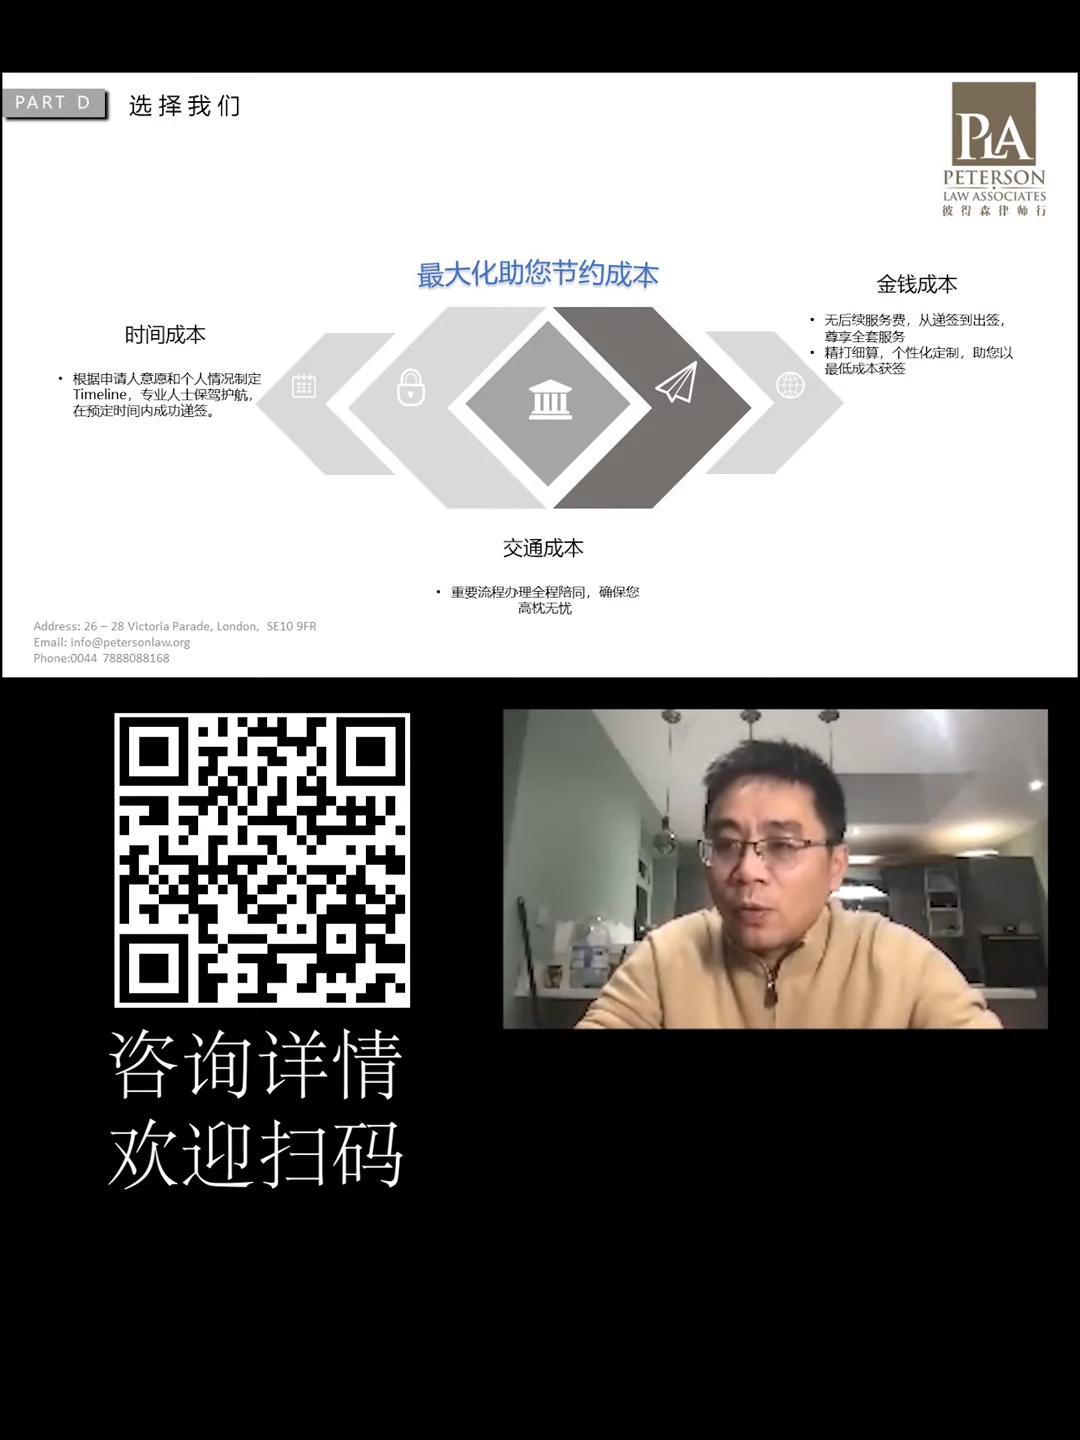 PART D
选择我们
PLA
PETERSON
LAW ASSOCIATES
彼得森律师行
最大化助您节约成本
时间成本
• 根据申请人意愿和个人情况制定
Timeline，专业人士保驾护航，
在预定时间内成功递签。
金钱成本
• 无后续服务费，从递签到出签，
尊享全套服务
• 精打细算，个性化定制，助您以
最低成本获签
交通成本
• 重要流程办理全程陪同，确保您
高枕无忧
Address: 26 – 28 Victoria Parade, London, SE10 9FR
Email: info@petersonlaw.org
Phone:0044 7888088168
咨询详情
欢迎扫码